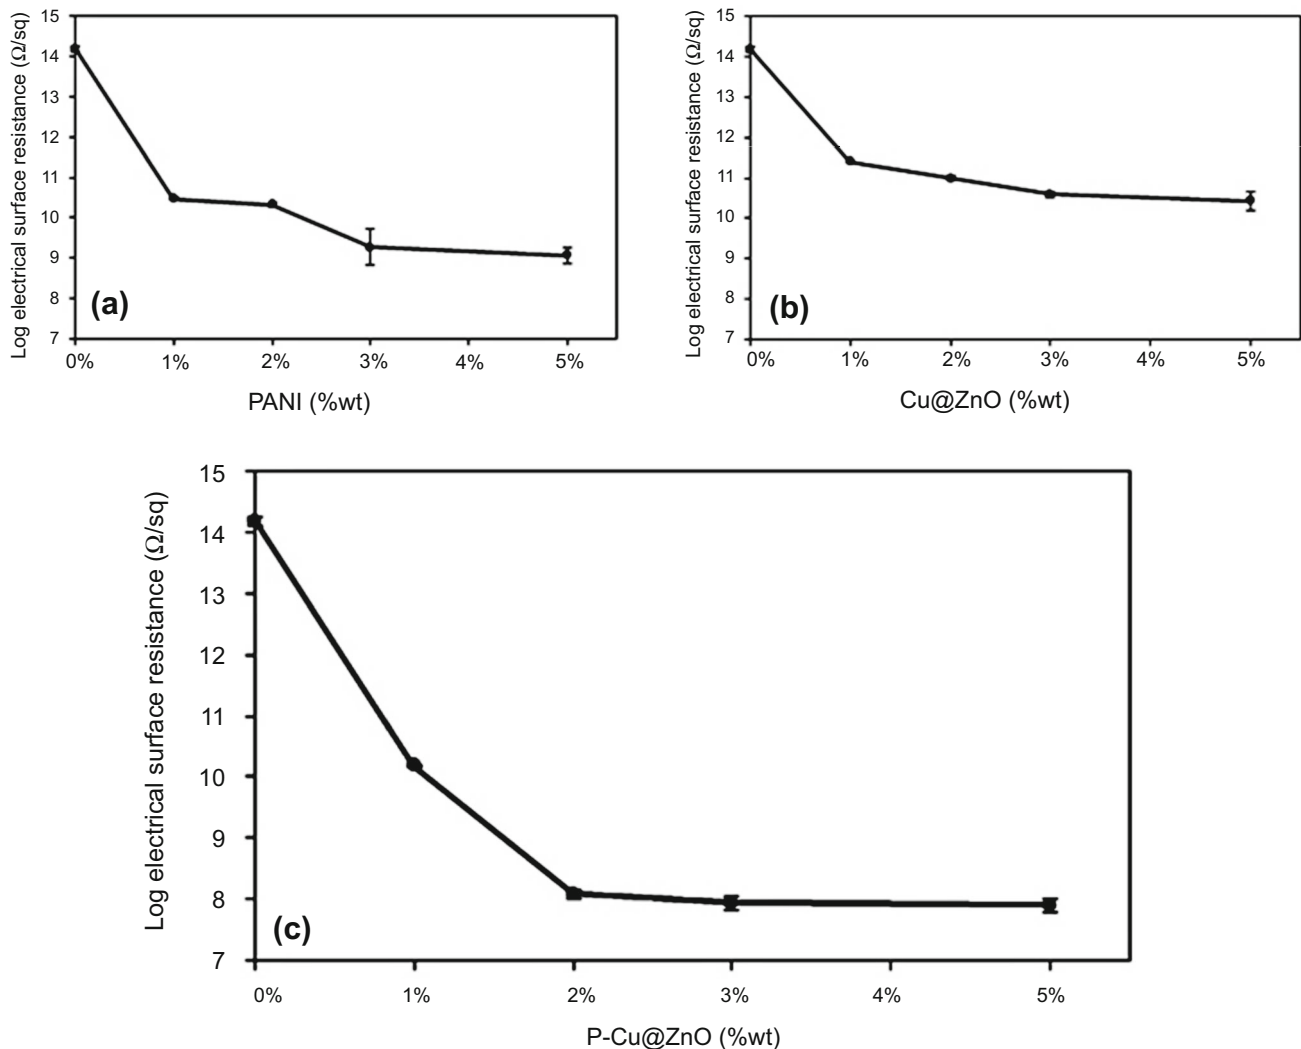 Log electrical surface resistance (Ω/sq)
15
14
13
12
11
10
9
8
7
(a)
0% 1% 2% 3% 4% 5%
PANI (%wt)
Log electrical surface resistance (Ω/sq)
15
14
13
12
11
10
9
8
7
(b)
0% 1% 2% 3% 4% 5%
Cu@ZnO (%wt)
Log electrical surface resistance (Ω/sq)
15
14
13
12
11
10
9
8
7
(c)
0% 1% 2% 3% 4% 5%
P-Cu@ZnO (%wt)